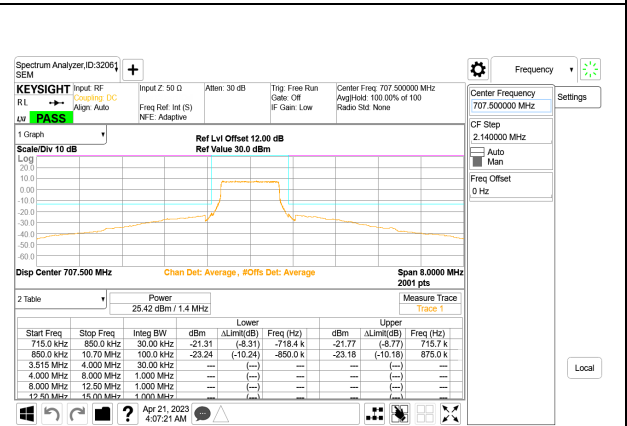 Spectrum Analyzer,ID:32061
SEM
Frequency
KEYSIGHT
R L
LXI PASS
Input: RF
Coupling: DC
Align: Auto
Input Z: 50 Ω
Freq Ref: Int (S)
NFE: Adaptive
Atten: 30 dB
Trig: Free Run
Gate: Off
IF Gain: Low
Center Freq: 707.500000 MHz
Avg|Hold: 100.00% of 100
Radio Std: None
Center Frequency
707.500000 MHz
Settings
CF Step
2.140000 MHz
Auto
Man
Freq Offset
0 Hz
1 Graph
Scale/Div 10 dB
Ref Lvl Offset 12.00 dB
Ref Value 30.0 dBm
Log
20.0
10.0
0.00
-10.0
-20.0
-30.0
-40.0
-50.0
-60.0
Disp Center 707.500 MHz
Chan Det: Average , #Offs Det: Average
Span 8.0000 MHz
2001 pts
2 Table
Power
25.42 dBm / 1.4 MHz
Measure Trace
Trace 1
Lower Upper
Start Freq Stop Freq Integ BW dBm ΔLimit(dB) Freq (Hz) dBm ΔLimit(dB) Freq (Hz)
715.0 kHz 850.0 kHz 30.00 kHz -21.31 (-8.31) -718.4 k -21.77 (-8.77) 715.7 k
850.0 kHz 10.70 MHz 100.0 kHz -23.24 (-10.24) -850.0 k -23.18 (-10.18) 875.0 k
3.515 MHz 4.000 MHz 30.00 kHz --- (---) --- --- (---) ---
4.000 MHz 8.000 MHz 1.000 MHz --- (---) --- --- (---) ---
8.000 MHz 12.50 MHz 1.000 MHz --- (---) --- --- (---) ---
12.50 MHz 15.00 MHz 1.000 MHz --- (---) --- --- (---) ---
Local
?
Apr 21, 2023
4:07:21 AM